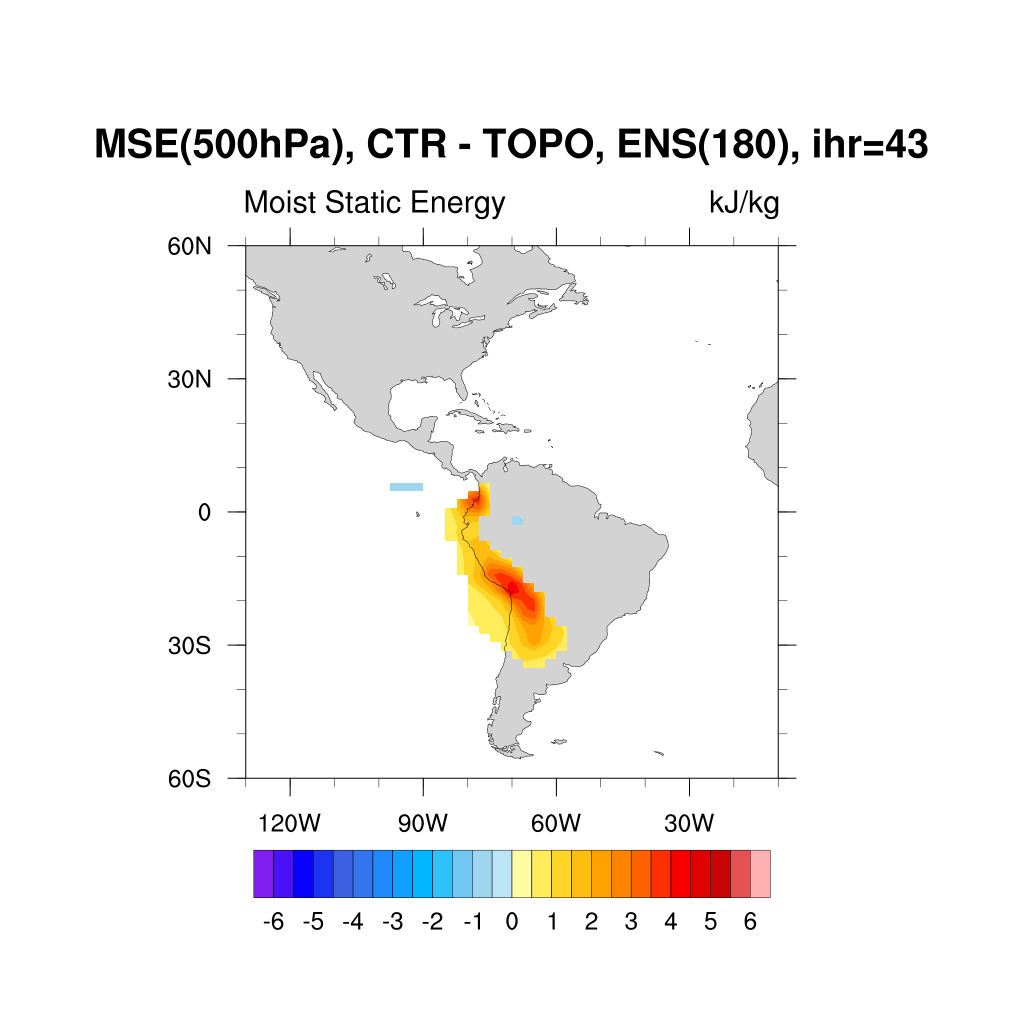 MSE(500hPa), CTR - TOPO, ENS(180), ihr=43
Moist Static Energy kJ/kg
60N
30N
0
30S
60S
120W 90W 60W 30W
-6 -5 -4 -3 -2 -1 0 1 2 3 4 5 6